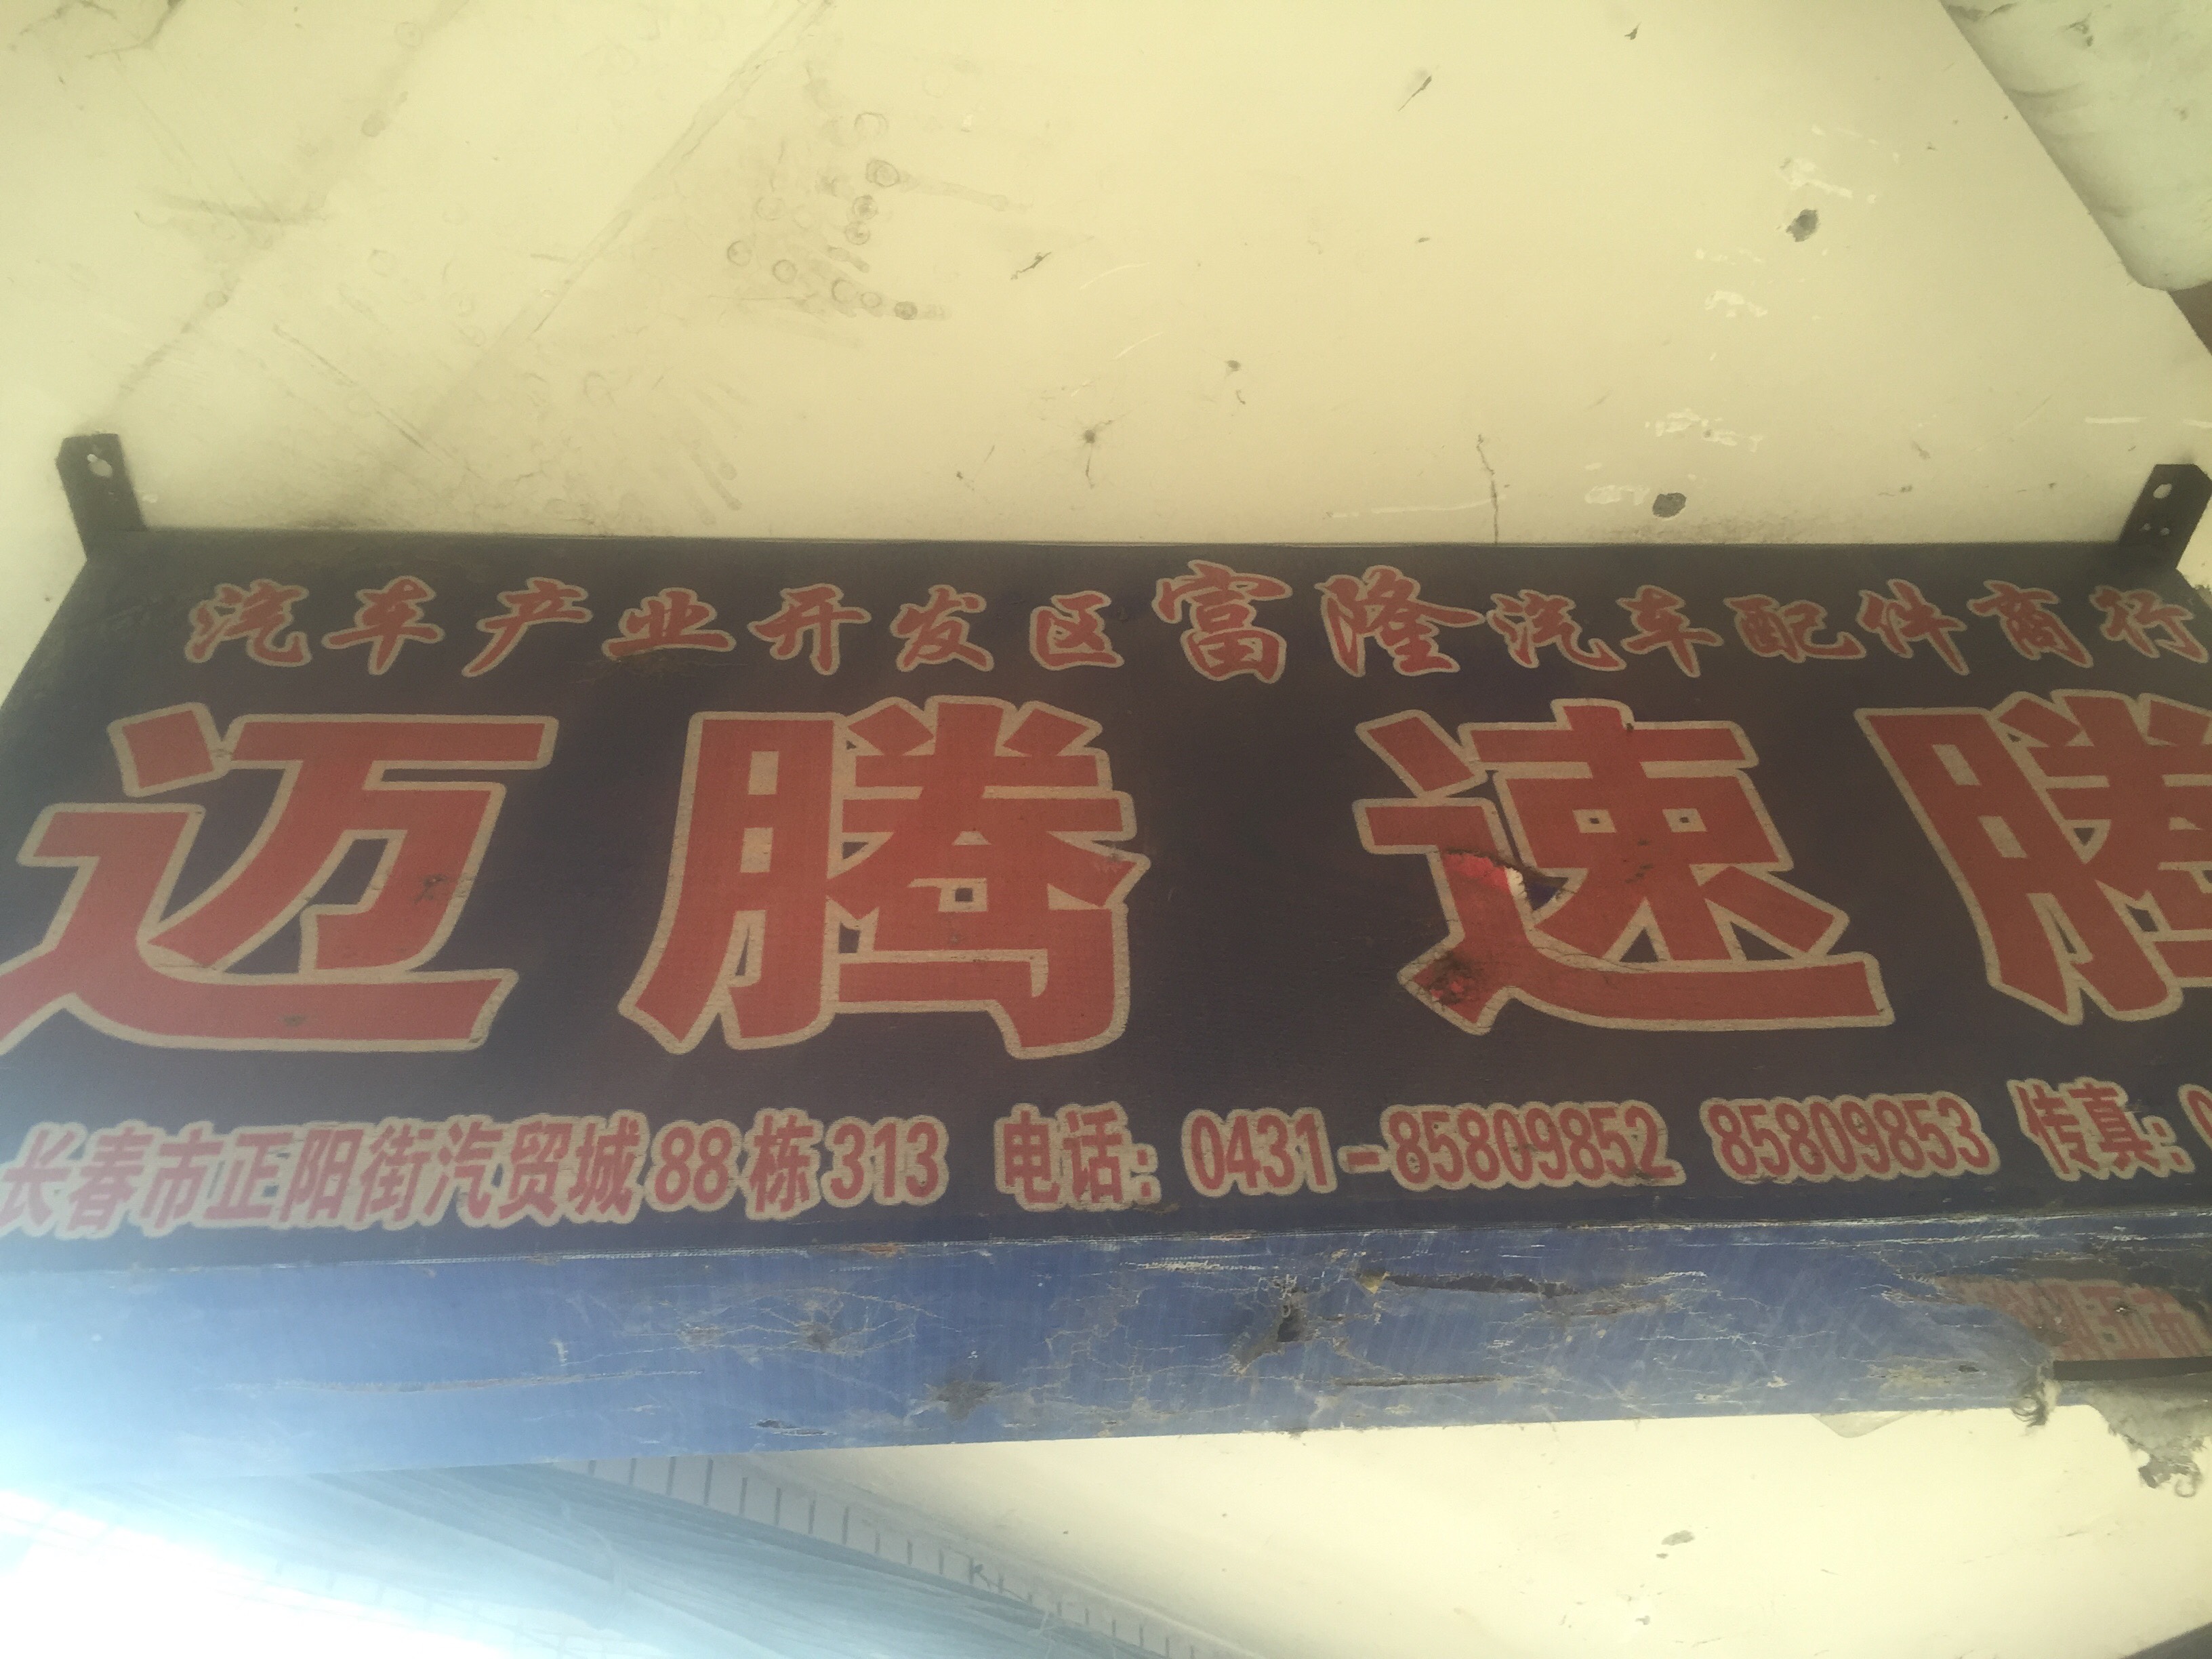 汽车产业开发区富隆汽车配件商行
迈腾 速腾
长春市正阳街汽贸城88栋313 电话：0431-85809852 85809853 传真：